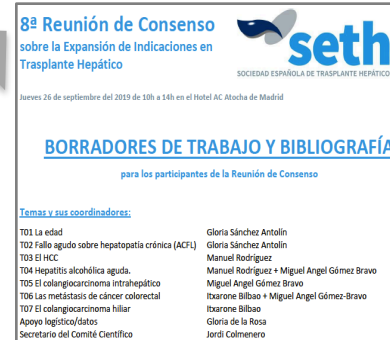 8ª Reunión de Consenso
sobre la Expansión de Indicaciones en
Trasplante Hepático
seth
SOCIEDAD ESPAÑOLA DE TRASPLANTE HEPÁTICO
Jueves 26 de septiembre del 2019 de 10h a 14h en el Hotel AC Atocha de Madrid
BORRADORES DE TRABAJO Y BIBLIOGRAFÍA
para los participantes de la Reunión de Consenso
Temas y sus coordinadores:
T01 La edad Gloria Sánchez Antolín
T02 Fallo agudo sobre hepatopatía crónica (ACFL) Gloria Sánchez Antolín
T03 El HCC Manuel Rodríguez
T04 Hepatitis alcohólica aguda. Manuel Rodríguez + Miguel Angel Gómez Bravo
T05 El colangiocarcinoma intrahepático Miguel Angel Gómez Bravo
T06 Las metástasis de cáncer colorectal Itxarone Bilbao + Miguel Angel Gómez-Bravo
T07 El colangiocarcinoma hiliar Itxarone Bilbao
Apoyo logístico/datos Gloria de la Rosa
Secretario del Comité Científico Jordi Colmenero